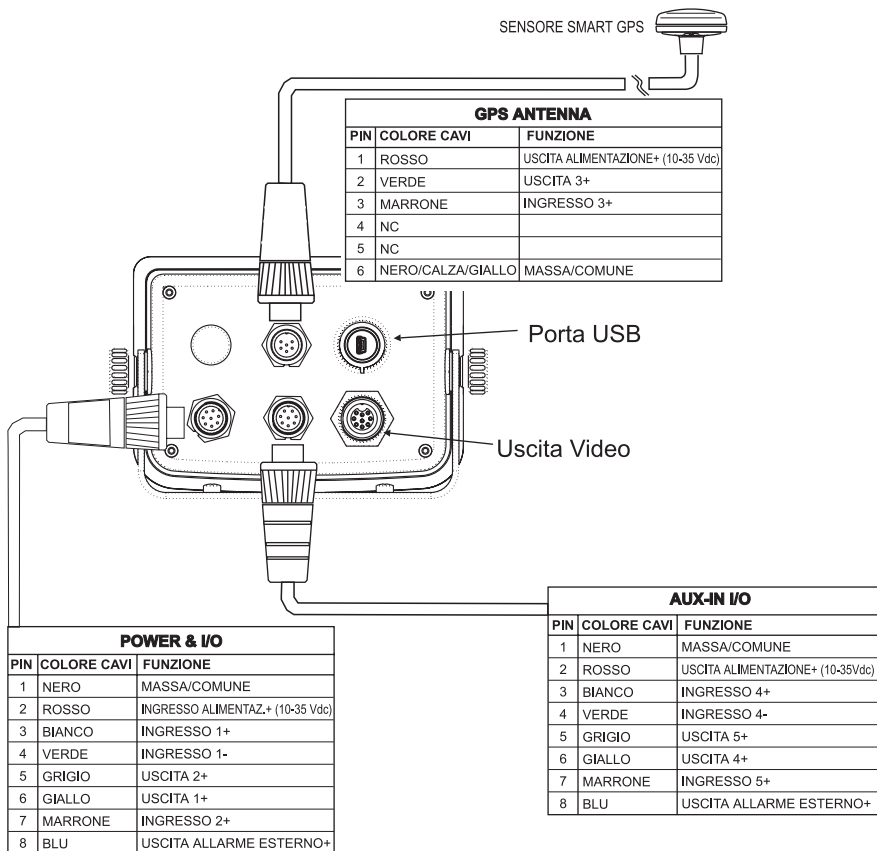 SENSORE SMART GPS
GPS ANTENNA
PIN COLORE CAVI FUNZIONE
1 ROSSO USCITA ALIMENTAZIONE+ (10-35 Vdc)
2 VERDE USCITA 3+
3 MARRONE INGRESSO 3+
4 NC
5 NC
6 NERO/CALZA/GIALLO MASSA/COMUNE
Porta USB
Uscita Video
POWER & I/O
PIN COLORE CAVI FUNZIONE
1 NERO MASSA/COMUNE
2 ROSSO INGRESSO ALIMENTAZ.+ (10-35 Vdc)
3 BIANCO INGRESSO 1+
4 VERDE INGRESSO 1-
5 GRIGIO USCITA 2+
6 GIALLO USCITA 1+
7 MARRONE INGRESSO 2+
8 BLU USCITA ALLARME ESTERNO+
AUX-IN I/O
PIN COLORE CAVI FUNZIONE
1 NERO MASSA/COMUNE
2 ROSSO USCITA ALIMENTAZIONE+ (10-35Vdc)
3 BIANCO INGRESSO 4+
4 VERDE INGRESSO 4-
5 GRIGIO USCITA 5+
6 GIALLO USCITA 4+
7 MARRONE INGRESSO 5+
8 BLU USCITA ALLARME ESTERNO+